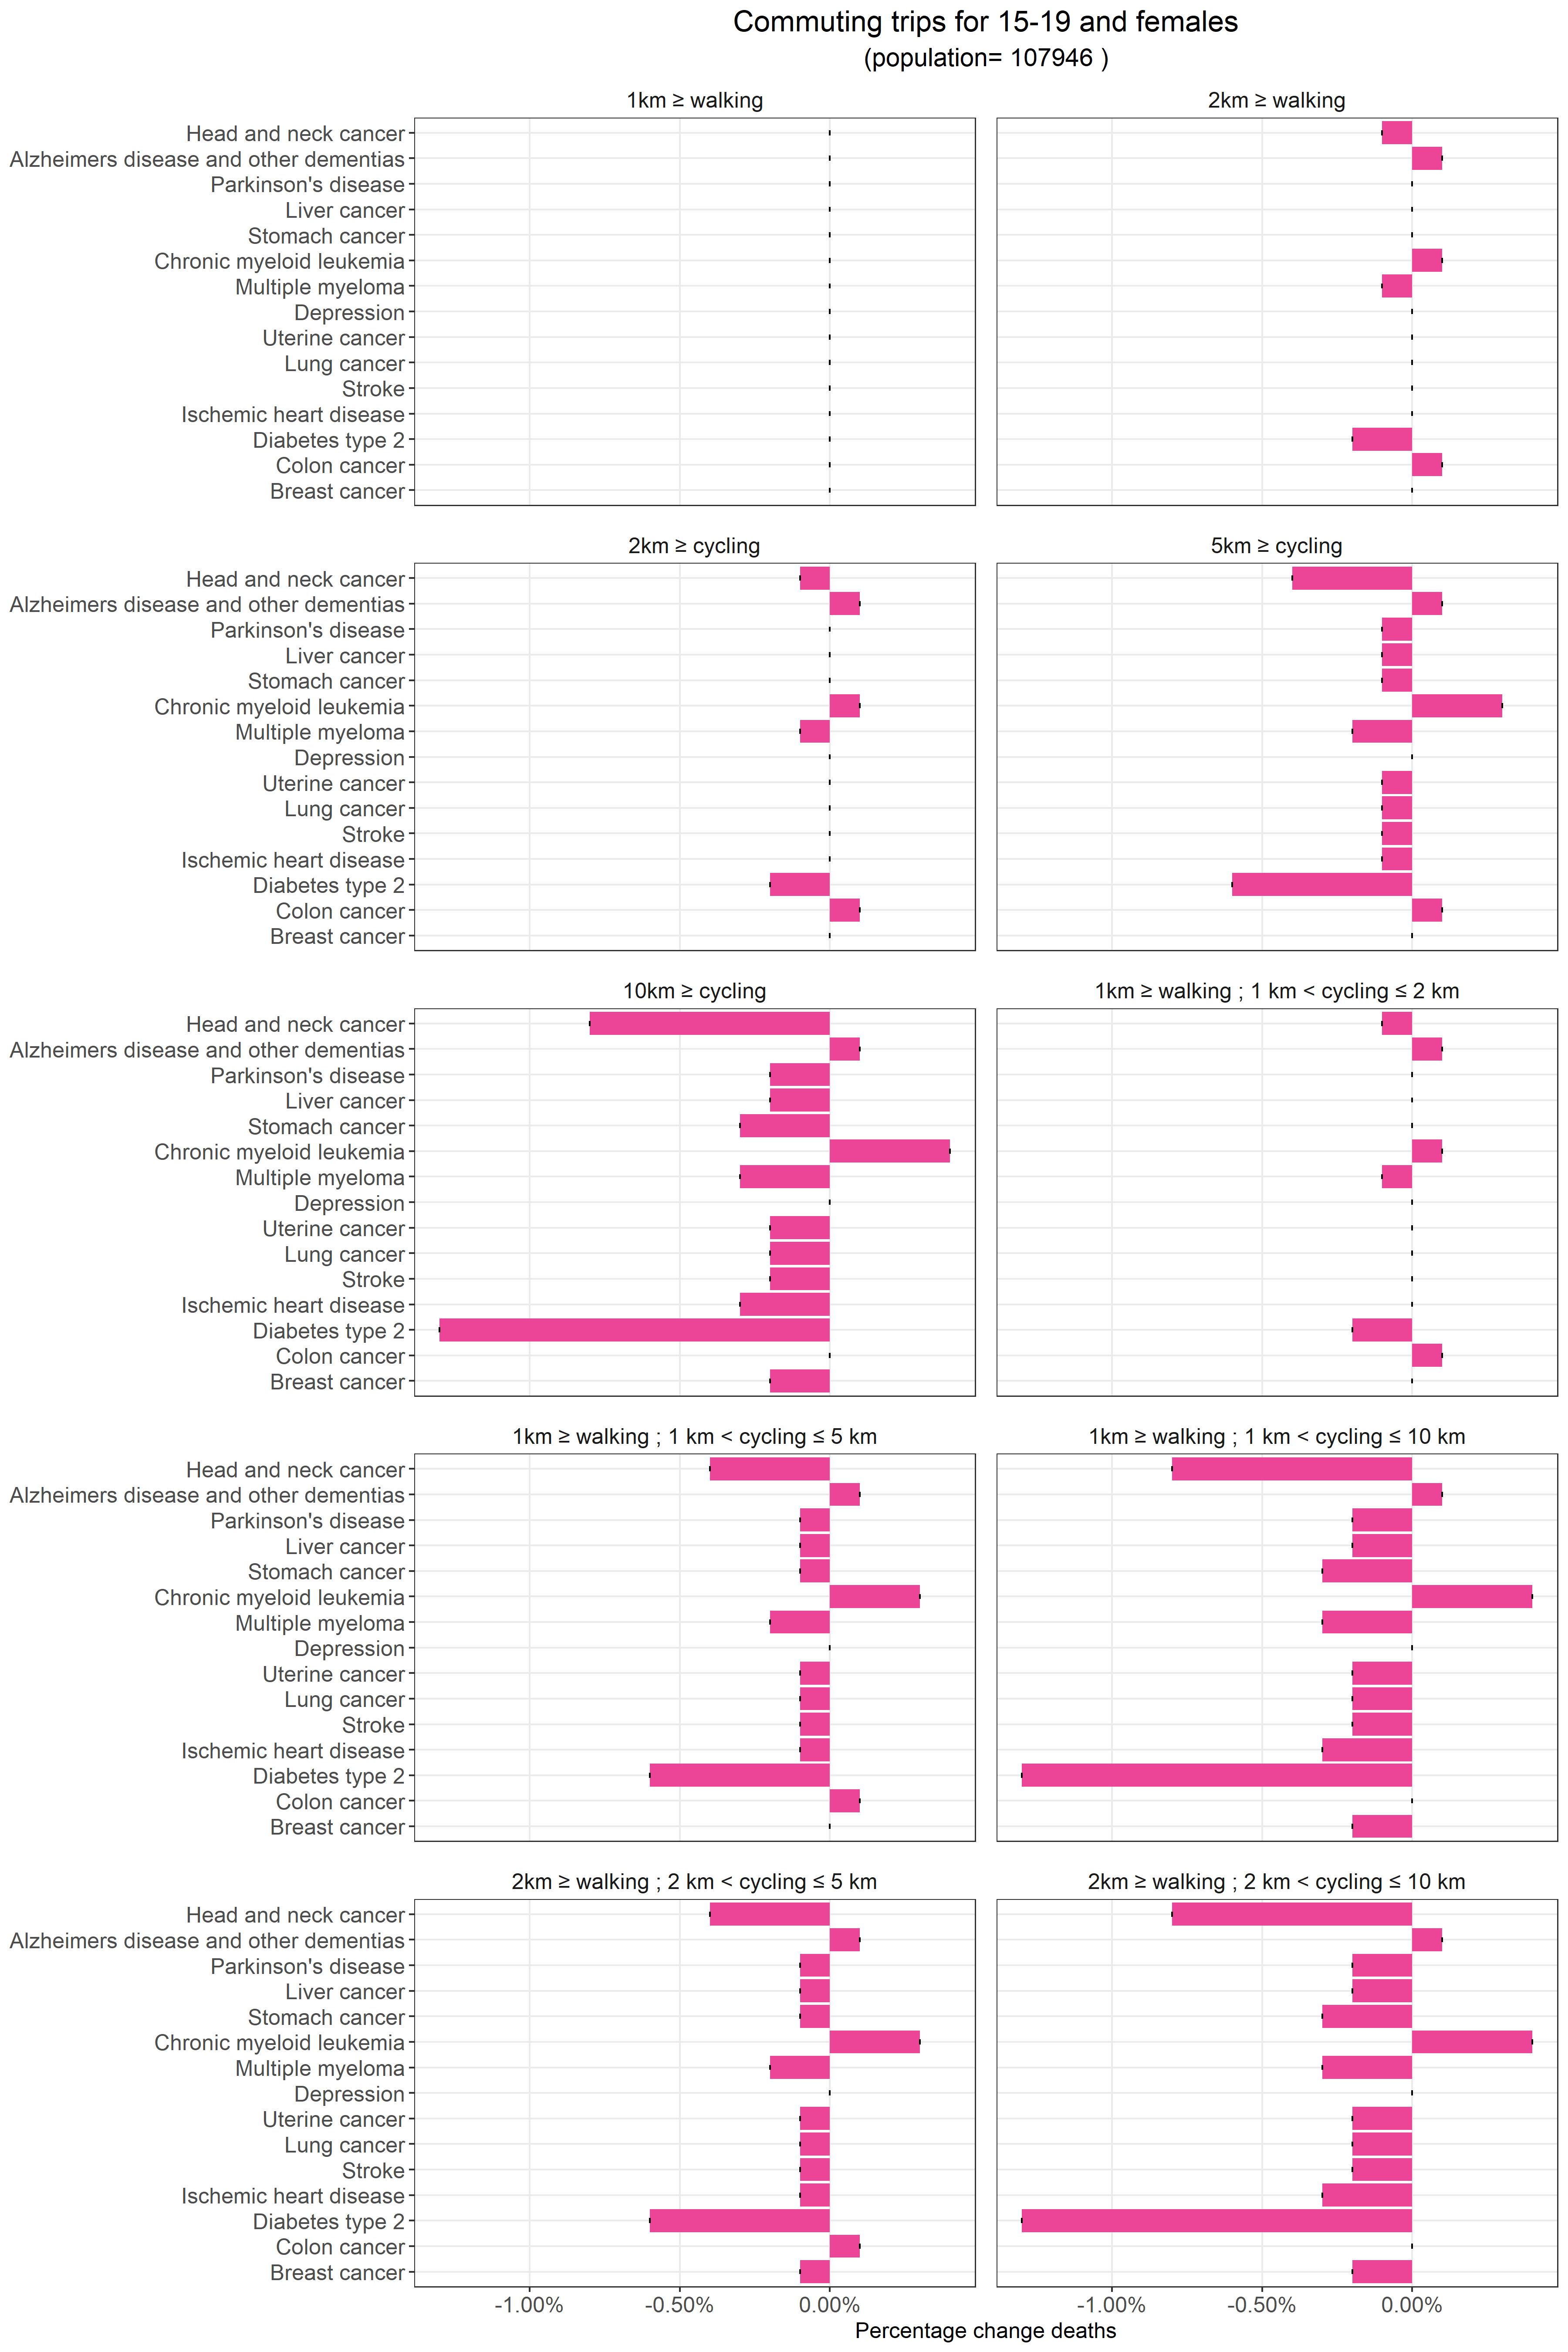 Commuting trips for 15-19 and females
(population= 107946 )
1km ≥ walking
2km ≥ walking
Head and neck cancer
Alzheimers disease and other dementias
Parkinson's disease
Liver cancer
Stomach cancer
Chronic myeloid leukemia
Multiple myeloma
Depression
Uterine cancer
Lung cancer
Stroke
Ischemic heart disease
Diabetes type 2
Colon cancer
Breast cancer
2km ≥ cycling
5km ≥ cycling
Head and neck cancer
Alzheimers disease and other dementias
Parkinson's disease
Liver cancer
Stomach cancer
Chronic myeloid leukemia
Multiple myeloma
Depression
Uterine cancer
Lung cancer
Stroke
Ischemic heart disease
Diabetes type 2
Colon cancer
Breast cancer
10km ≥ cycling
1km ≥ walking ; 1 km < cycling ≤ 2 km
Head and neck cancer
Alzheimers disease and other dementias
Parkinson's disease
Liver cancer
Stomach cancer
Chronic myeloid leukemia
Multiple myeloma
Depression
Uterine cancer
Lung cancer
Stroke
Ischemic heart disease
Diabetes type 2
Colon cancer
Breast cancer
1km ≥ walking ; 1 km < cycling ≤ 5 km
1km ≥ walking ; 1 km < cycling ≤ 10 km
Head and neck cancer
Alzheimers disease and other dementias
Parkinson's disease
Liver cancer
Stomach cancer
Chronic myeloid leukemia
Multiple myeloma
Depression
Uterine cancer
Lung cancer
Stroke
Ischemic heart disease
Diabetes type 2
Colon cancer
Breast cancer
2km ≥ walking ; 2 km < cycling ≤ 5 km
2km ≥ walking ; 2 km < cycling ≤ 10 km
Head and neck cancer
Alzheimers disease and other dementias
Parkinson's disease
Liver cancer
Stomach cancer
Chronic myeloid leukemia
Multiple myeloma
Depression
Uterine cancer
Lung cancer
Stroke
Ischemic heart disease
Diabetes type 2
Colon cancer
Breast cancer
-1.00% -0.50% 0.00% -1.00% -0.50% 0.00%
Percentage change deaths